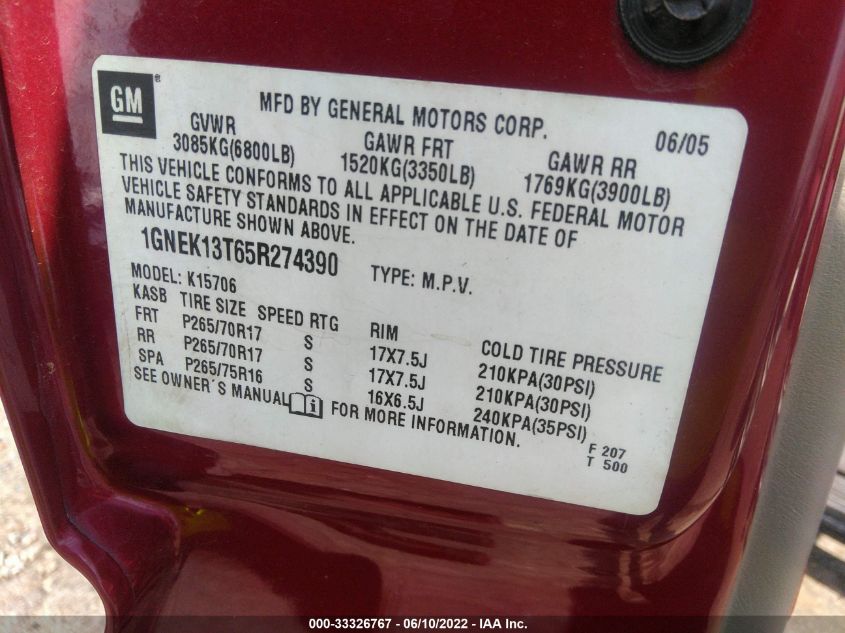 GM®
MFD BY GENERAL MOTORS CORP. 06/05
GVWR GAWR FRT GAWR RR
3085KG(6800LB) 1520KG(3350LB) 1769KG(3900LB)
THIS VEHICLE CONFORMS TO ALL APPLICABLE U.S. FEDERAL MOTOR
VEHICLE SAFETY STANDARDS IN EFFECT ON THE DATE OF
MANUFACTURE SHOWN ABOVE.
1GNEK13T65R274390 TYPE: M.P.V.
MODEL: K15706
KASB TIRE SIZE SPEED RTG RIM COLD TIRE PRESSURE
FRT P265/70R17 S 17X7.5J 210KPA(30PSI)
RR P265/70R17 S 17X7.5J 210KPA(30PSI)
SPA P265/75R16 S 16X6.5J 240KPA(35PSI)
SEE OWNER'S MANUAL FOR MORE INFORMATION.
F 207
T 500
000-33326767 - 06/10/2022 - IAA Inc.